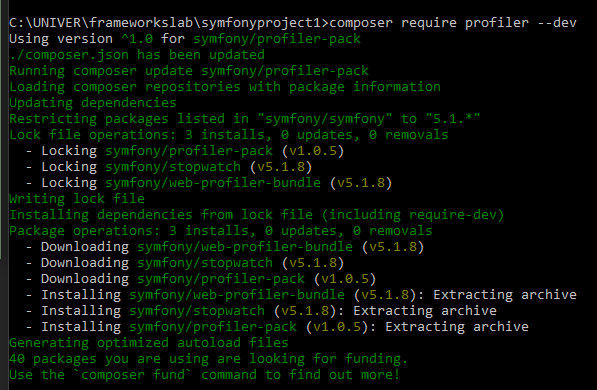 C:\UNIVER\frameworkslab\symfonyproject1>composer require profiler --dev
Using version ^1.0 for symfony/profiler-pack
./composer.json has been updated
Running composer update symfony/profiler-pack
Loading composer repositories with package information
Updating dependencies
Restricting packages listed in "symfony/symfony" to "5.1.*"
Lock file operations: 3 installs, 0 updates, 0 removals
  - Locking symfony/profiler-pack (v1.0.5)
  - Locking symfony/stopwatch (v5.1.8)
  - Locking symfony/web-profiler-bundle (v5.1.8)
Writing lock file
Installing dependencies from lock file (including require-dev)
Package operations: 3 installs, 0 updates, 0 removals
  - Downloading symfony/web-profiler-bundle (v5.1.8)
  - Downloading symfony/stopwatch (v5.1.8)
  - Downloading symfony/profiler-pack (v1.0.5)
  - Installing symfony/web-profiler-bundle (v5.1.8): Extracting archive
  - Installing symfony/stopwatch (v5.1.8): Extracting archive
  - Installing symfony/profiler-pack (v1.0.5): Extracting archive
Generating optimized autoload files
40 packages you are using are looking for funding.
Use the `composer fund` command to find out more!